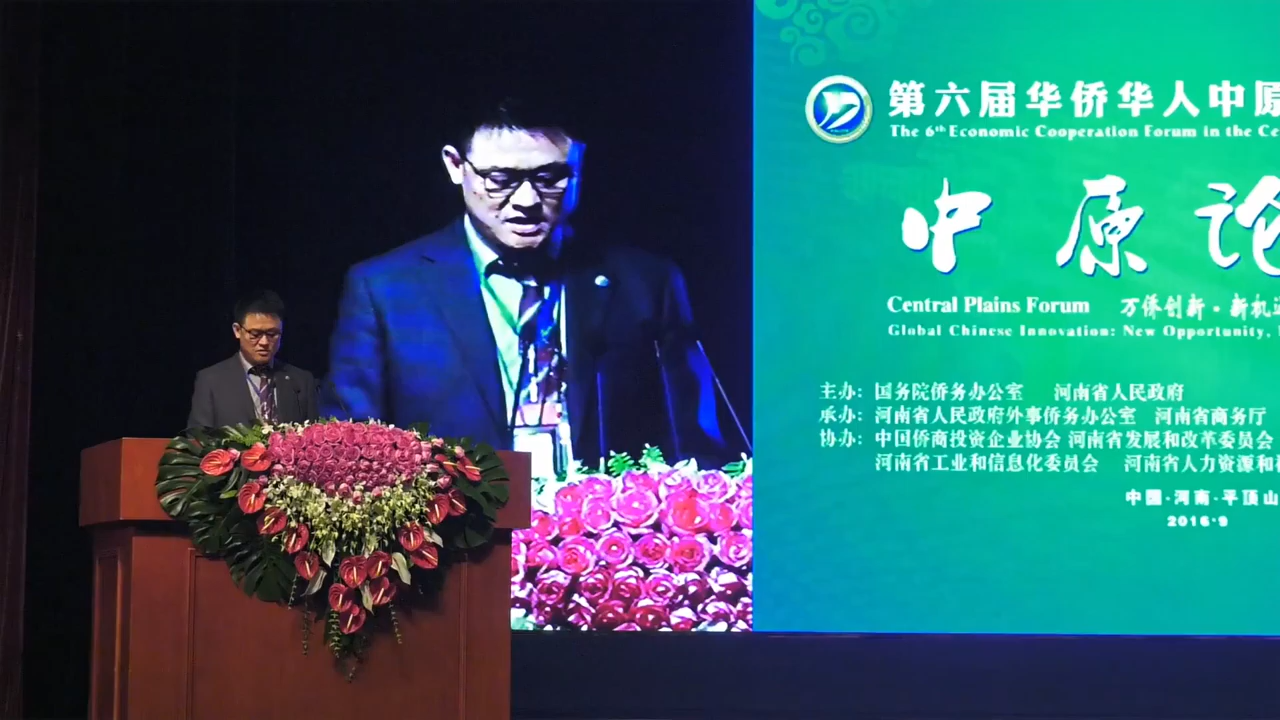 第六届华侨华人中原
The 6th Economic Cooperation Forum in the Ce
中原论
Central Plains Forum 万侨创新·新机
Global Chinese Innovation: New Opportunity,
主办: 国务院侨务办公室 河南省人民政府
承办: 河南省人民政府外事侨务办公室 河南省商务厅
协办: 中国侨商投资企业协会 河南省发展和改革委员会
河南省工业和信息化委员会 河南省人力资源和
中国·河南·平顶山
2016·9